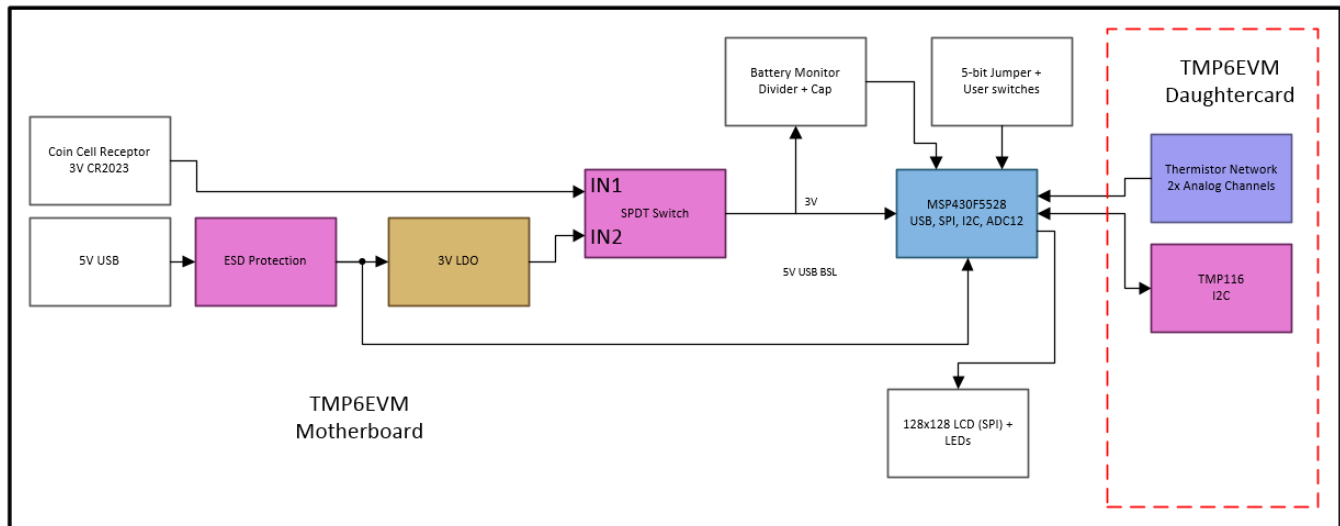 Battery Monitor
Divider + Cap
5-bit Jumper +
User switches
TMP6EVM
Daughtercard
Coin Cell Receptor
3V CR2023
IN1
SPDT Switch
IN2
3V
MSP430F5528
USB, SPI, I2C, ADC12
Thermistor Network
2x Analog Channels
5V USB
ESD Protection
3V LDO
5V USB BSL
TMP116
I2C
TMP6EVM
Motherboard
128x128 LCD (SPI) +
LEDs